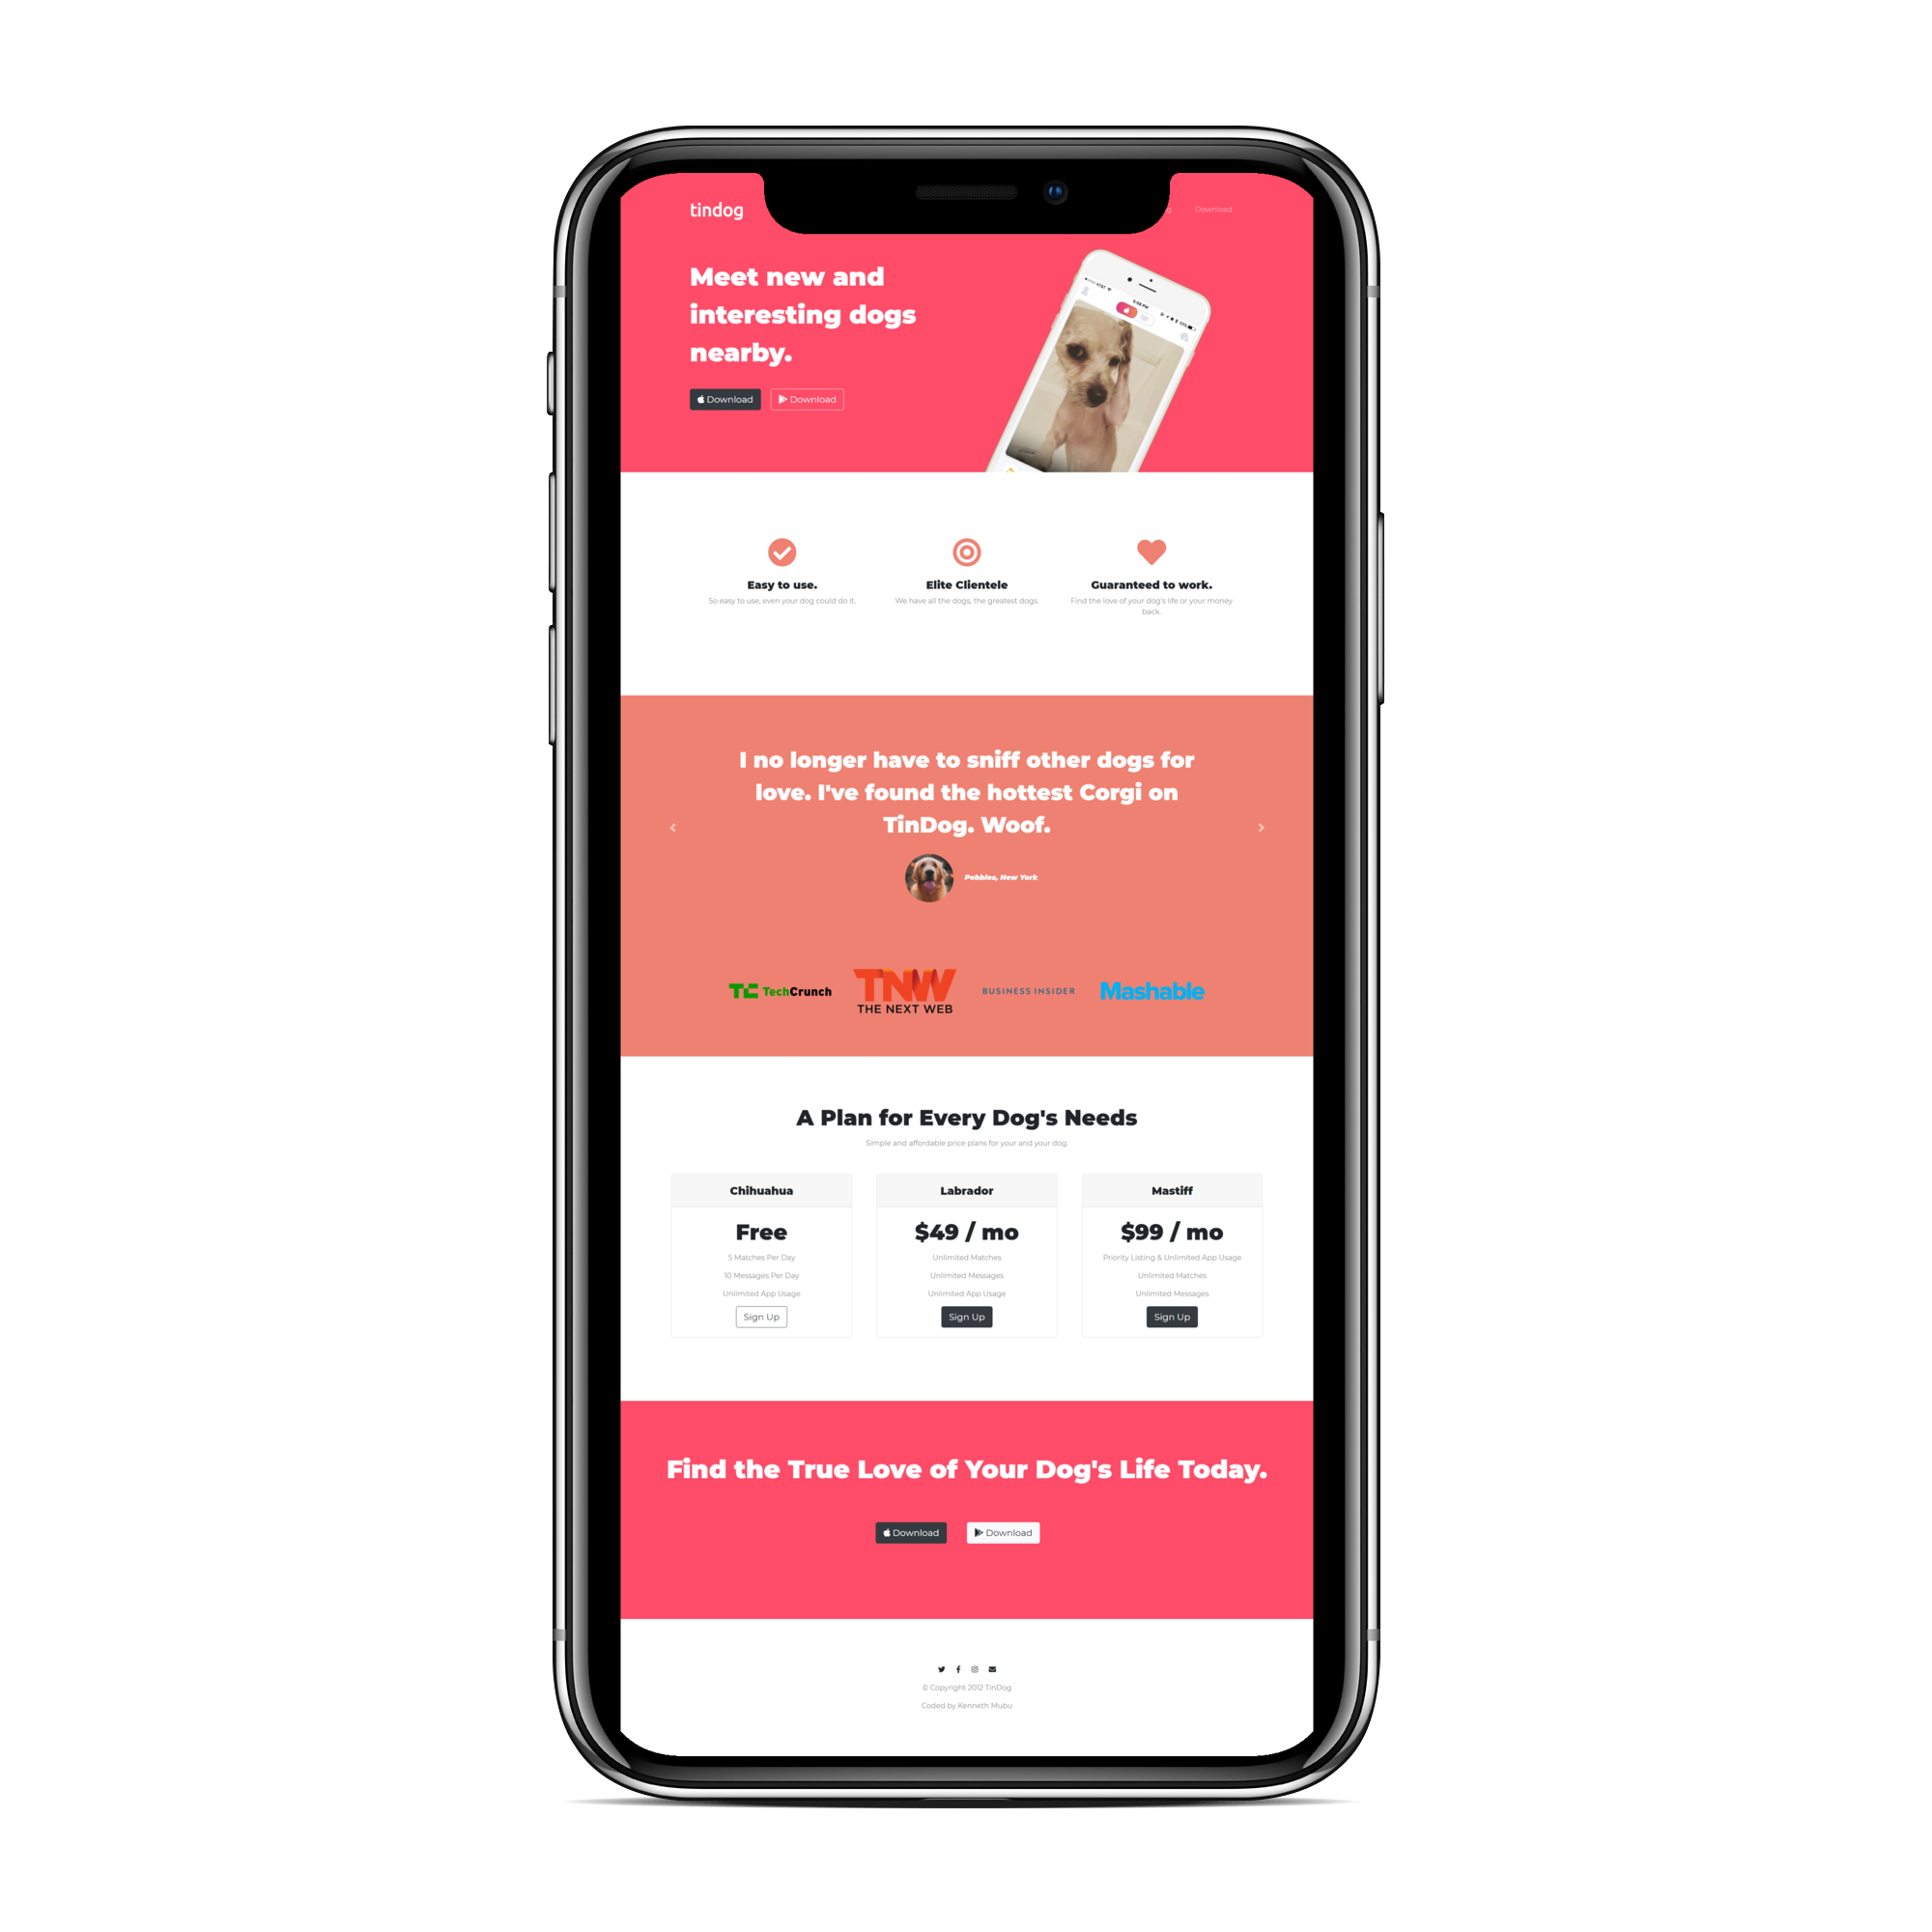 tindog
g Download
Meet new and
interesting dogs
nearby.
Download Download
AT&T 5:58 PM
Easy to use. Elite Clientele Guaranteed to work.
So easy to use, even your dog could do it. We have all the dogs, the greatest dogs. Find the love of your dog's life or your money
back.
I no longer have to sniff other dogs for
love. I've found the hottest Corgi on
TinDog. Woof.
Pebbles, New York
TC TechCrunch
TNW
THE NEXT WEB
BUSINESS INSIDER
Mashable
A Plan for Every Dog's Needs
Simple and affordable price plans for your and your dog.
Chihuahua
Free
5 Matches Per Day
10 Messages Per Day
Unlimited App Usage
Sign Up
Labrador
$49 / mo
Unlimited Matches
Unlimited Messages
Unlimited App Usage
Sign Up
Mastiff
$99 / mo
Priority Listing & Unlimited App Usage
Unlimited Matches
Unlimited Messages
Sign Up
Find the True Love of Your Dog's Life Today.
Download Download
© Copyright 2012 TinDog
Coded by Kenneth Mubu